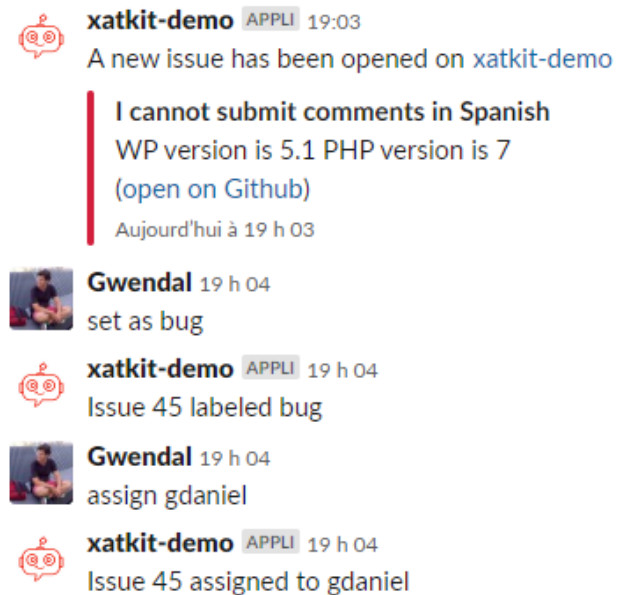 xatkit-demo APPLI 19:03
A new issue has been opened on xatkit-demo
I cannot submit comments in Spanish
WP version is 5.1 PHP version is 7
(open on Github)
Aujourd'hui à 19 h 03
Gwendal 19 h 04
set as bug
xatkit-demo APPLI 19 h 04
Issue 45 labeled bug
Gwendal 19 h 04
assign gdaniel
xatkit-demo APPLI 19 h 04
Issue 45 assigned to gdaniel